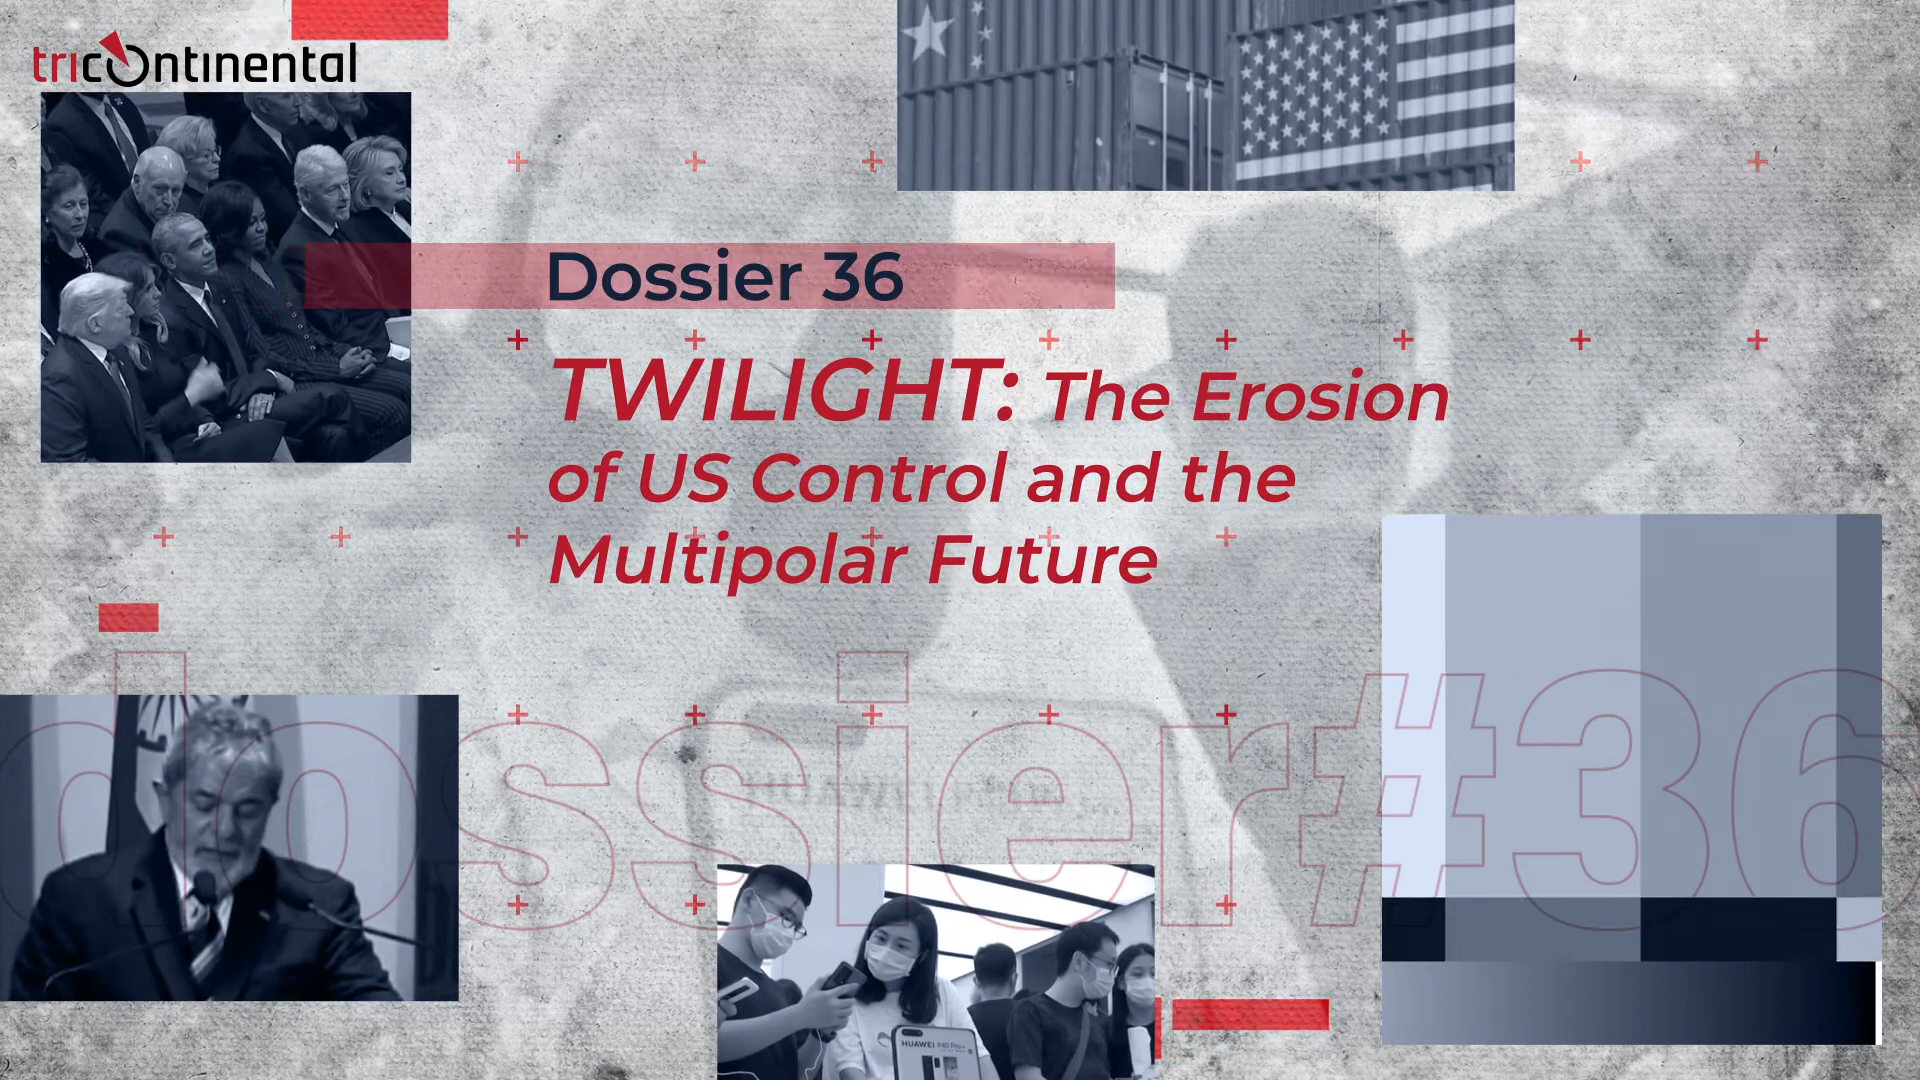 tricontinental
Dossier 36
TWILIGHT: The Erosion
of US Control and the
Multipolar Future
dossier#36
HUAWEI P40 Pro+